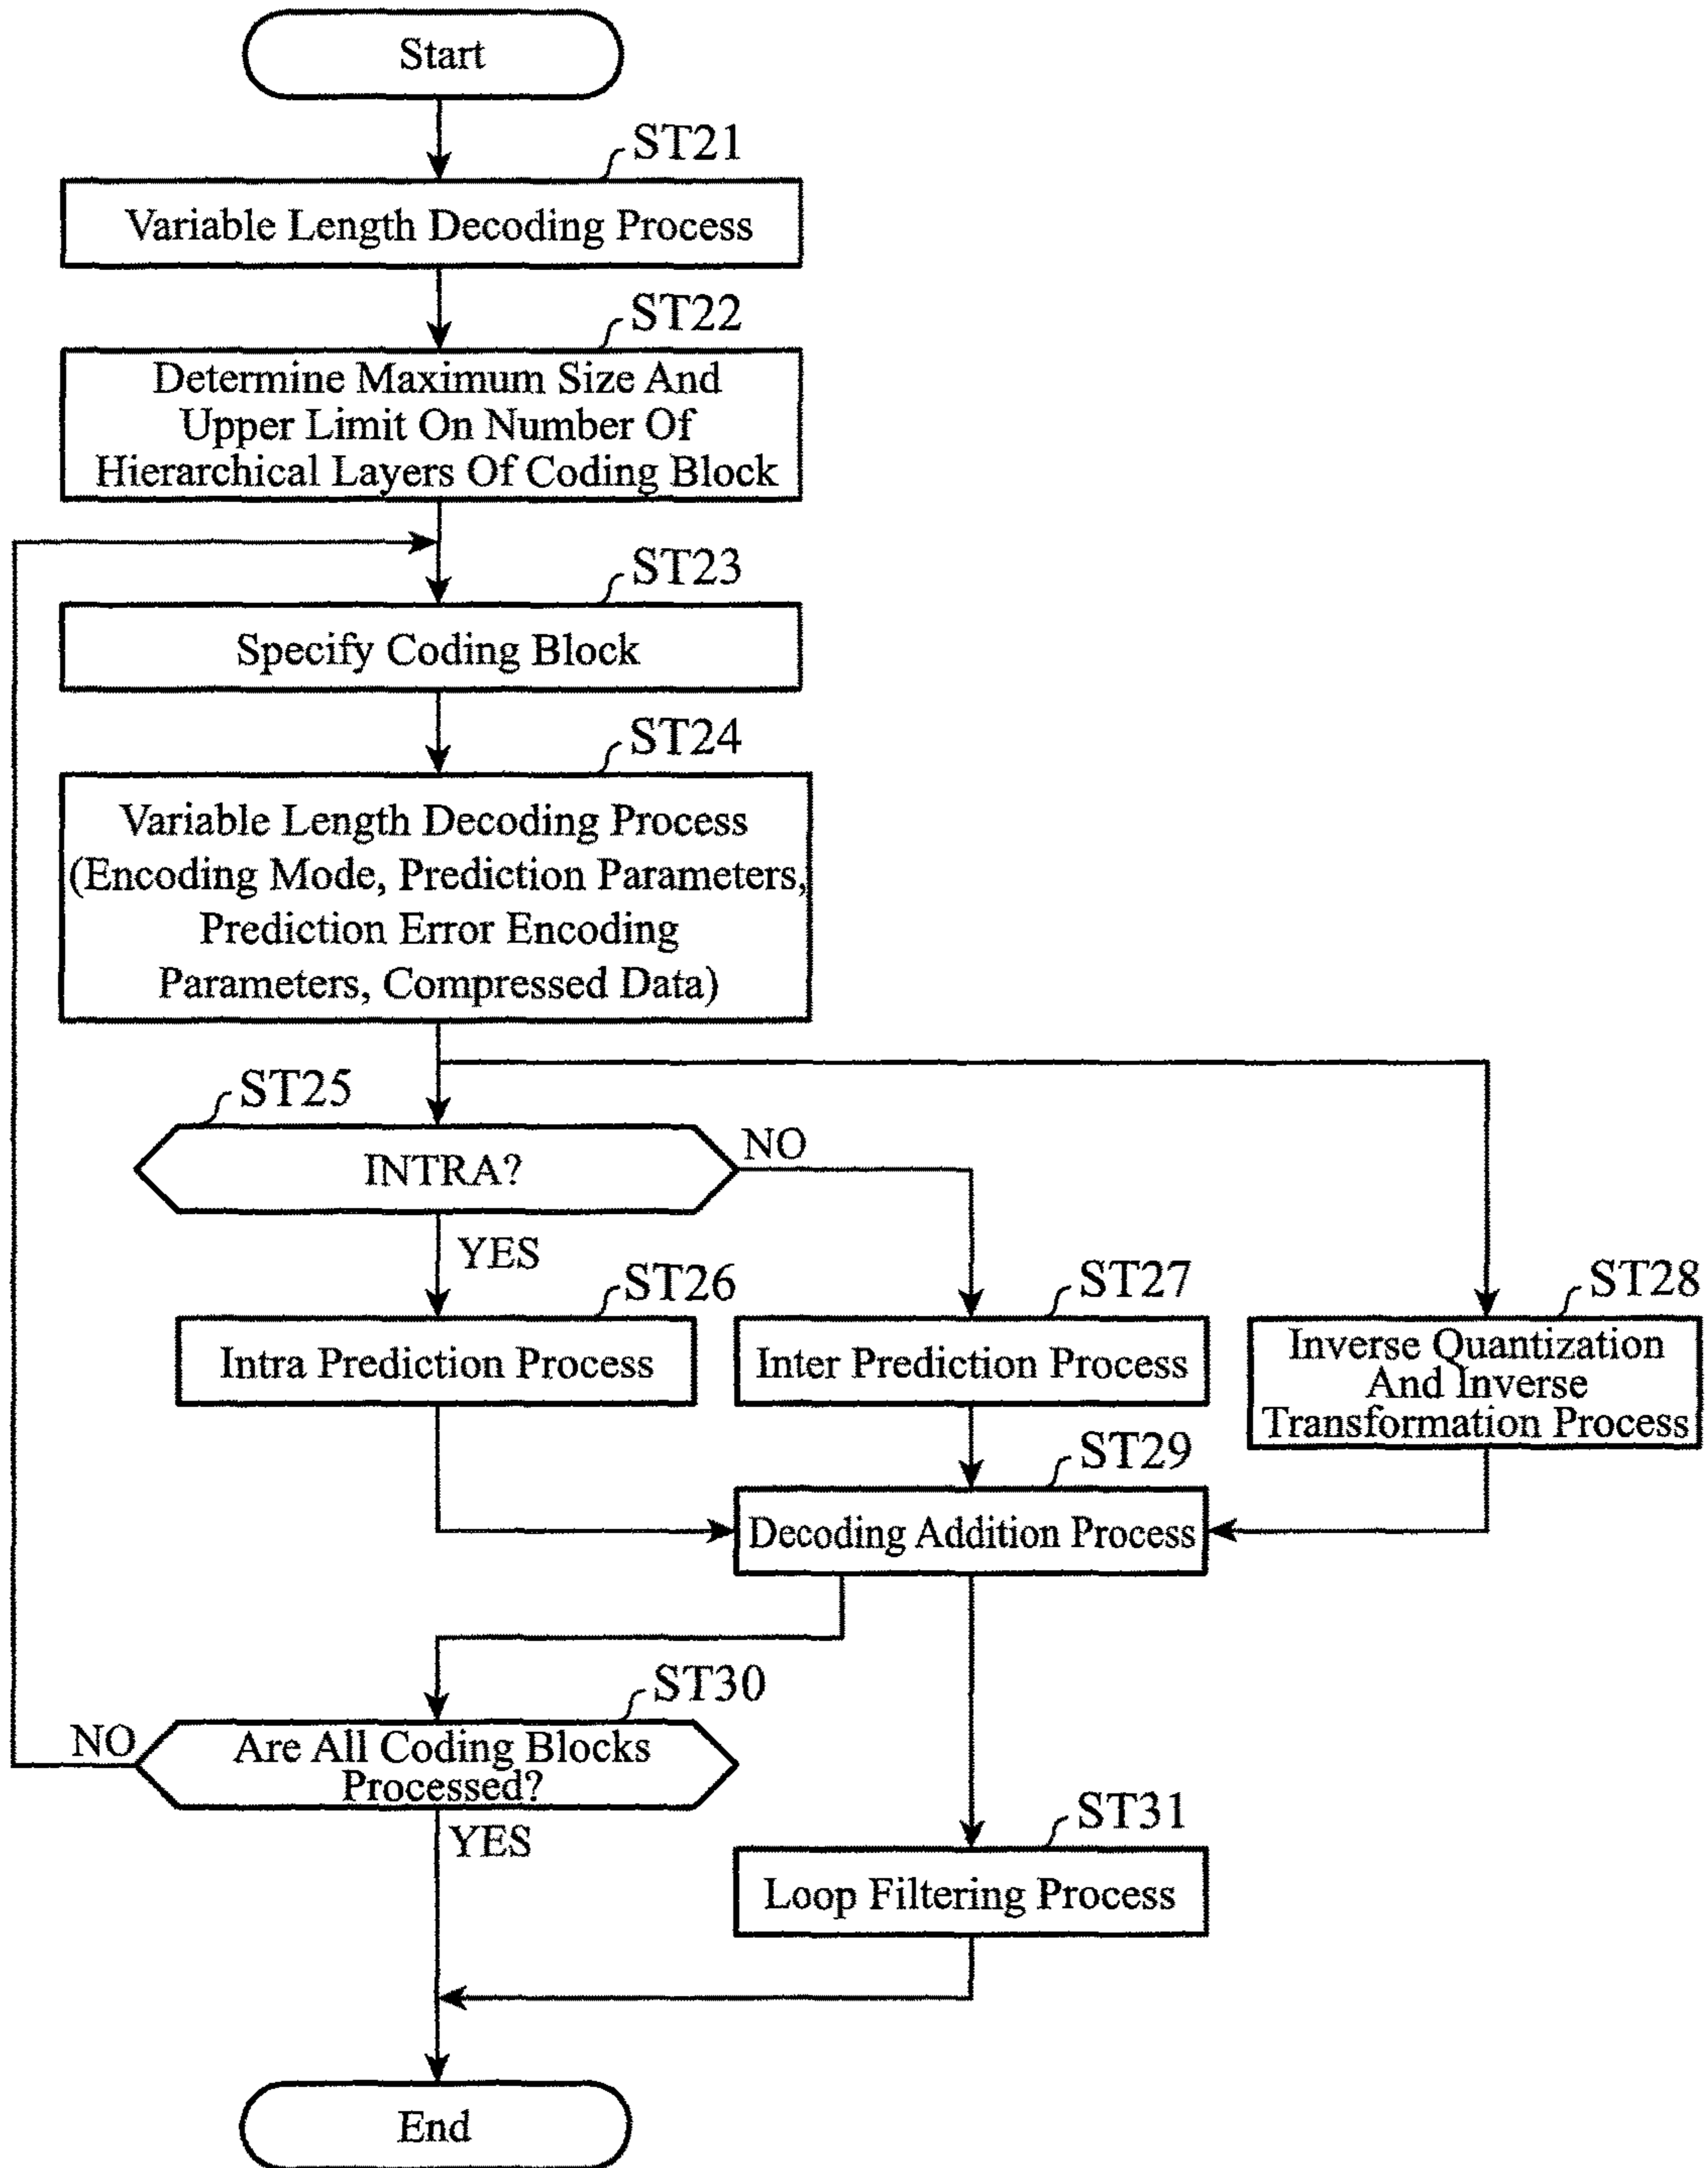 Start
ST21
Variable Length Decoding Process
ST22
Determine Maximum Size And
Upper Limit On Number Of
Hierarchical Layers Of Coding Block
ST23
Specify Coding Block
ST24
Variable Length Decoding Process
(Encoding Mode, Prediction Parameters,
Prediction Error Encoding
Parameters, Compressed Data)
ST25
INTRA?
NO
YES
ST26
Intra Prediction Process
ST27
Inter Prediction Process
ST28
Inverse Quantization
And Inverse
Transformation Process
ST29
Decoding Addition Process
ST30
Are All Coding Blocks
Processed?
NO
YES
ST31
Loop Filtering Process
End